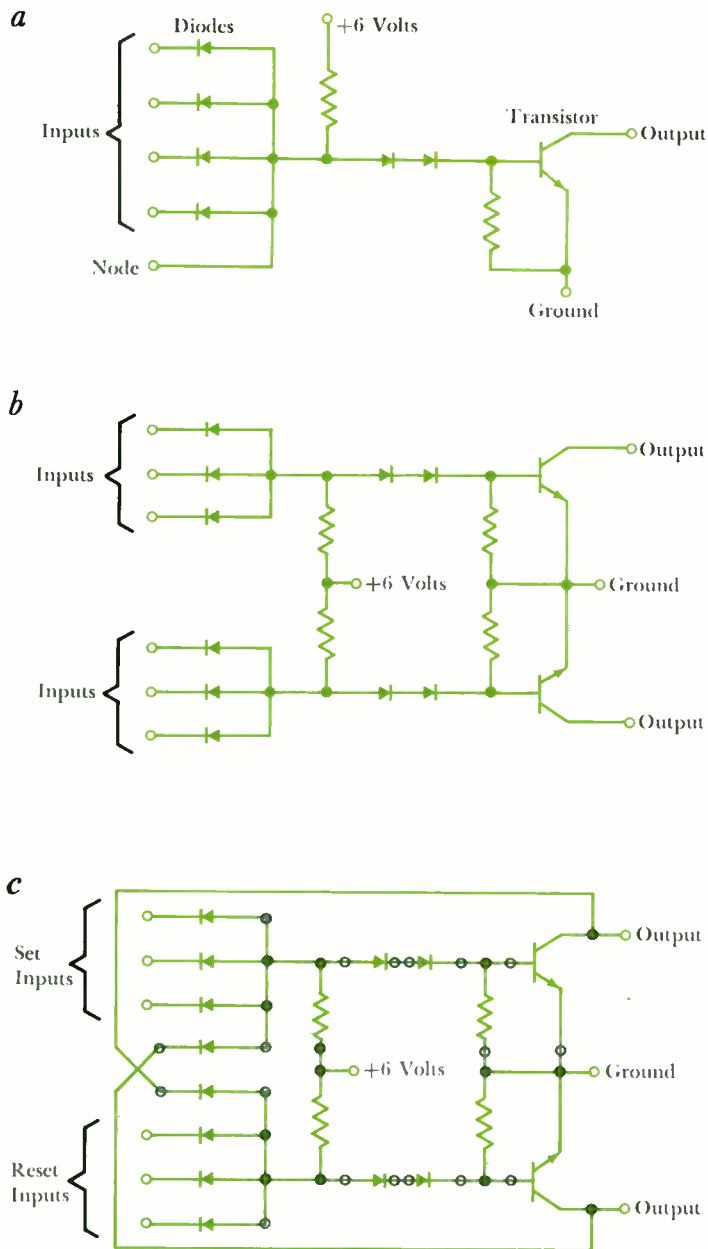 a
Diodes
+6 Volts
Inputs
Transistor
Output
Node
Ground
b
Inputs
Output
+6 Volts
Ground
Inputs
Output
c
Set
Inputs
Output
+6 Volts
Ground
Reset
Inputs
Output